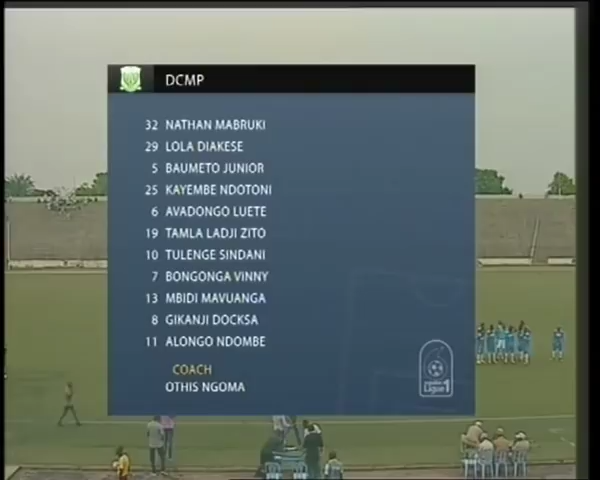 DCMP
32 NATHAN MABRUKI
29 LOLA DIAKESE
5 BAUMETO JUNIOR
25 KAYEMBE NDOTONI
6 AVADONGO LUETE
19 TAMLA LADJI ZITO
10 TULENGE SINDANI
7 BONGONGA VINNY
13 MBIDI MAVUANGA
8 GIKANJI DOCKSA
11 ALONGO NDOMBE
COACH
OTHIS NGOMA
Ligue 1